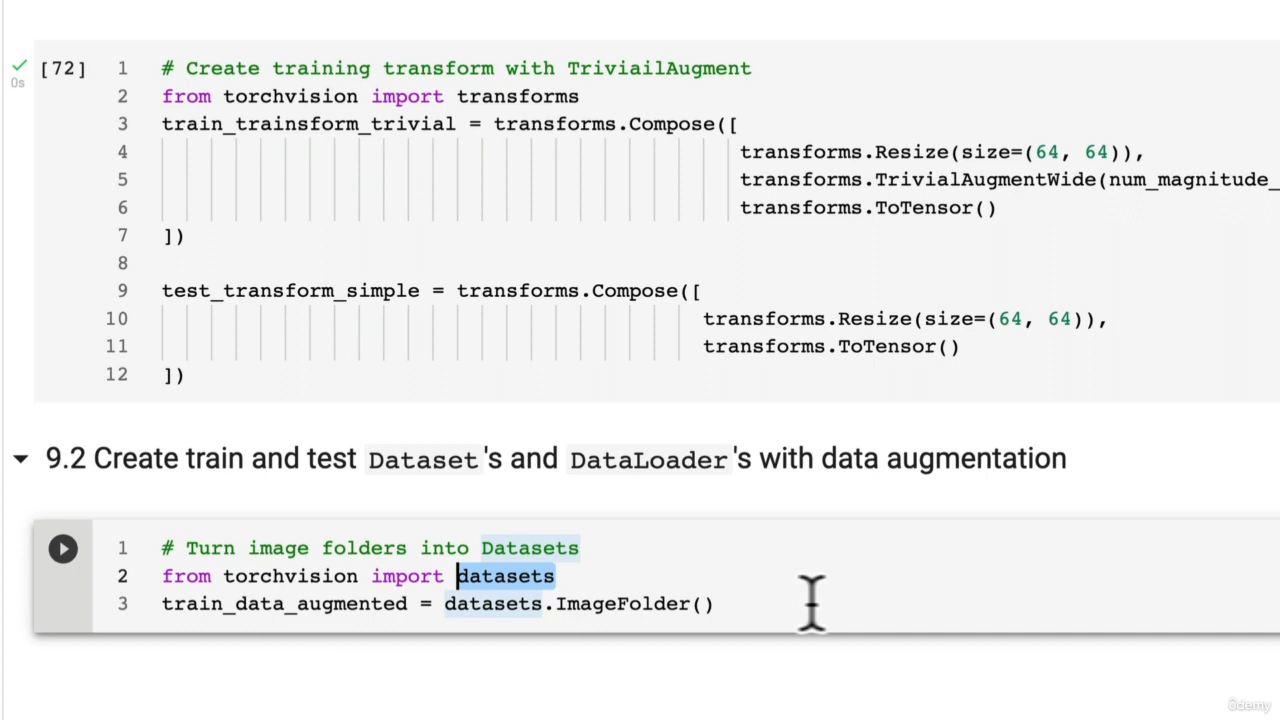 [72] 1 # Create training transform with TriviailAugment
0s
2 from torchvision import transforms
3 train_trainsform_trivial = transforms.Compose([
4 transforms.Resize(size=(64, 64)),
5 transforms.TrivialAugmentWide(num_magnitude_
6 transforms.ToTensor()
7 ])
8
9 test_transform_simple = transforms.Compose([
10 transforms.Resize(size=(64, 64)),
11 transforms.ToTensor()
12 ])
9.2 Create train and test Dataset's and DataLoader's with data augmentation
1 # Turn image folders into Datasets
2 from torchvision import datasets
3 train_data_augmented = datasets.ImageFolder()
ûdemy